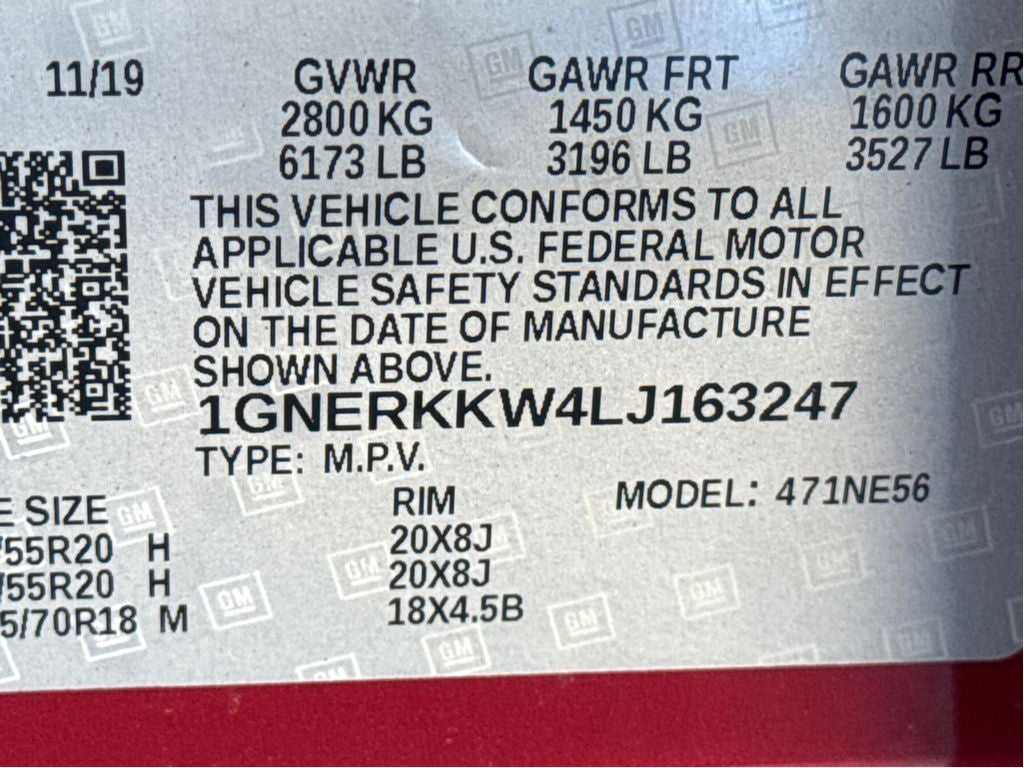 11/19 GVWR GAWR FRT GAWR RR
2800 KG 1450 KG 1600 KG
6173 LB 3196 LB 3527 LB
THIS VEHICLE CONFORMS TO ALL
APPLICABLE U.S. FEDERAL MOTOR
VEHICLE SAFETY STANDARDS IN EFFECT
ON THE DATE OF MANUFACTURE
SHOWN ABOVE.
1GNERKKW4LJ163247
TYPE: M.P.V.
E SIZE RIM MODEL: 471NE56
/55R20 H 20X8J
/55R20 H 20X8J
5/70R18 M 18X4.5B